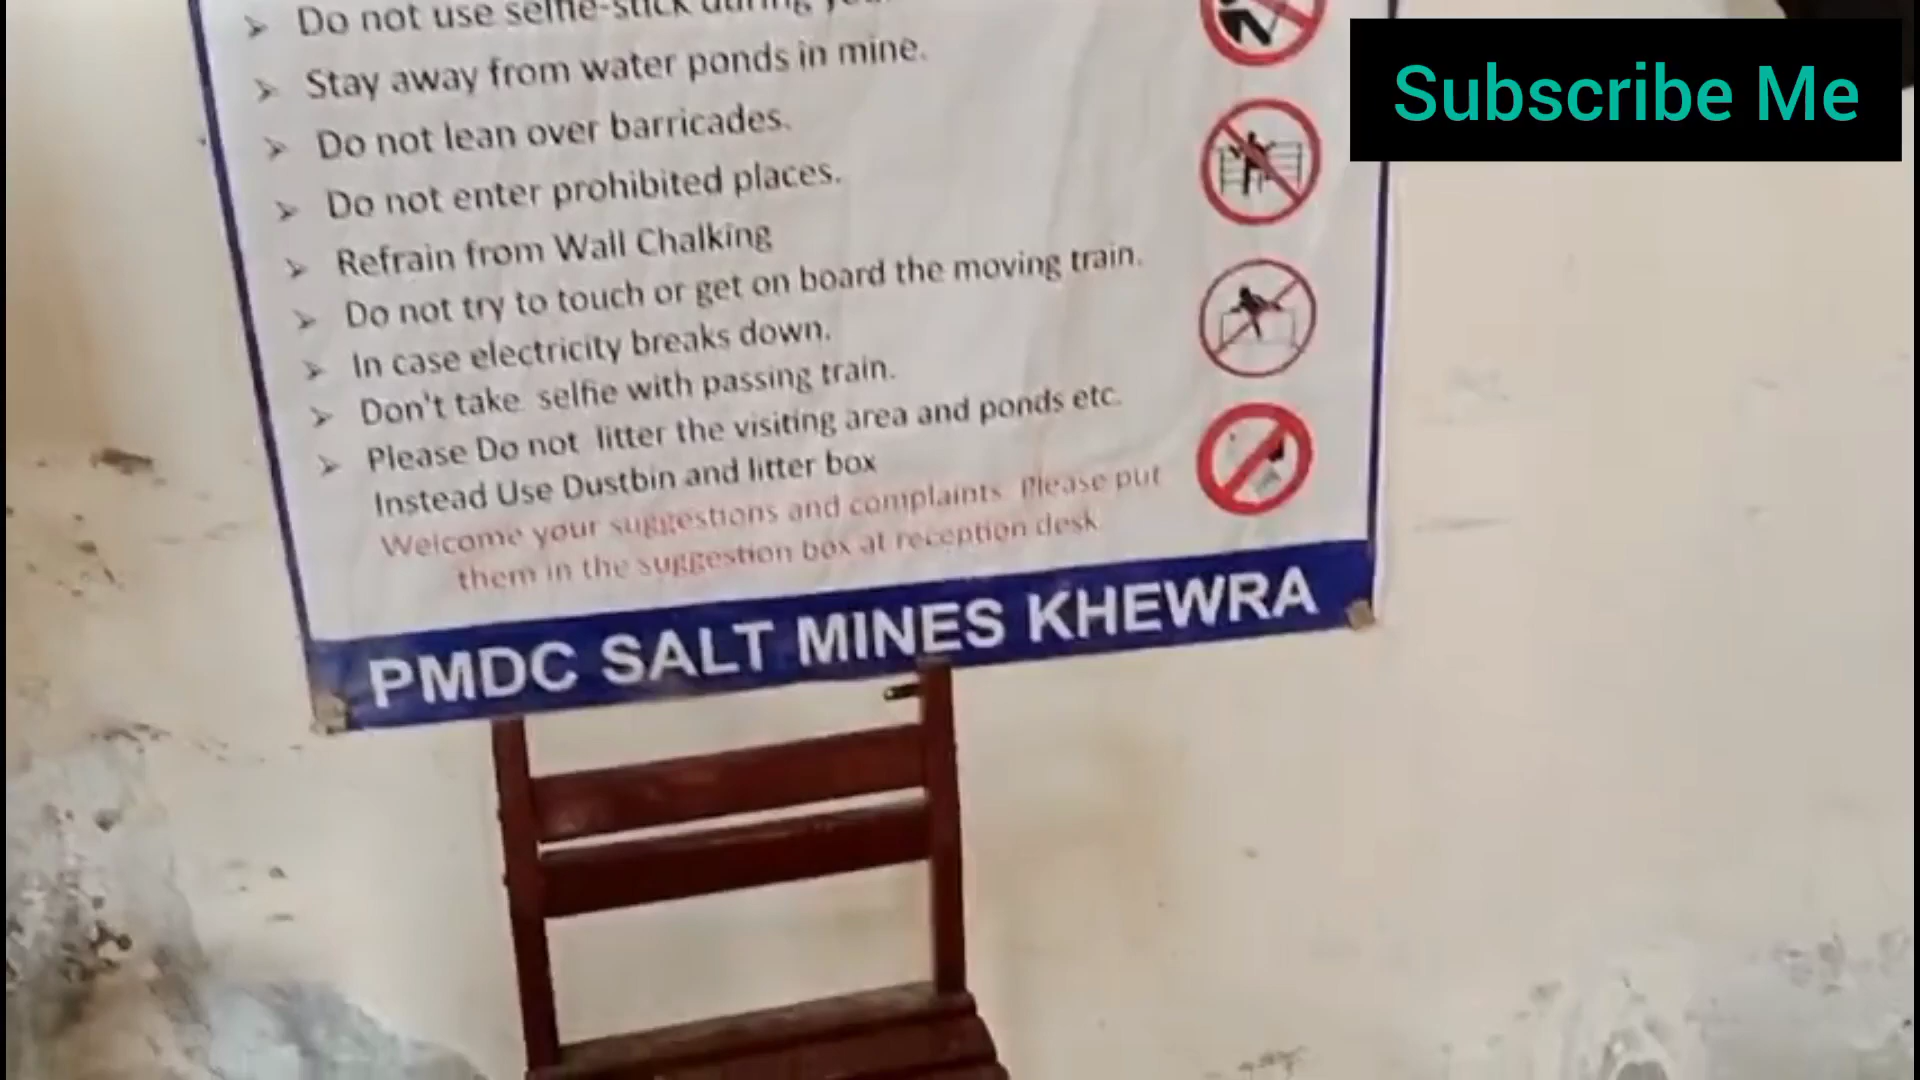 Do not use selfie-stick during
Stay away from water ponds in mine.
Do not lean over barricades.
Do not enter prohibited places.
Refrain from Wall Chalking
Do not try to touch or get on board the moving train.
In case electricity breaks down.
Don't take selfie with passing train.
Please Do not litter the visiting area and ponds etc.
Instead Use Dustbin and litter box
Welcome your suggestions and complaints. Please put
them in the suggestion box at reception desk
PMDC SALT MINES KHEWRA
Subscribe Me